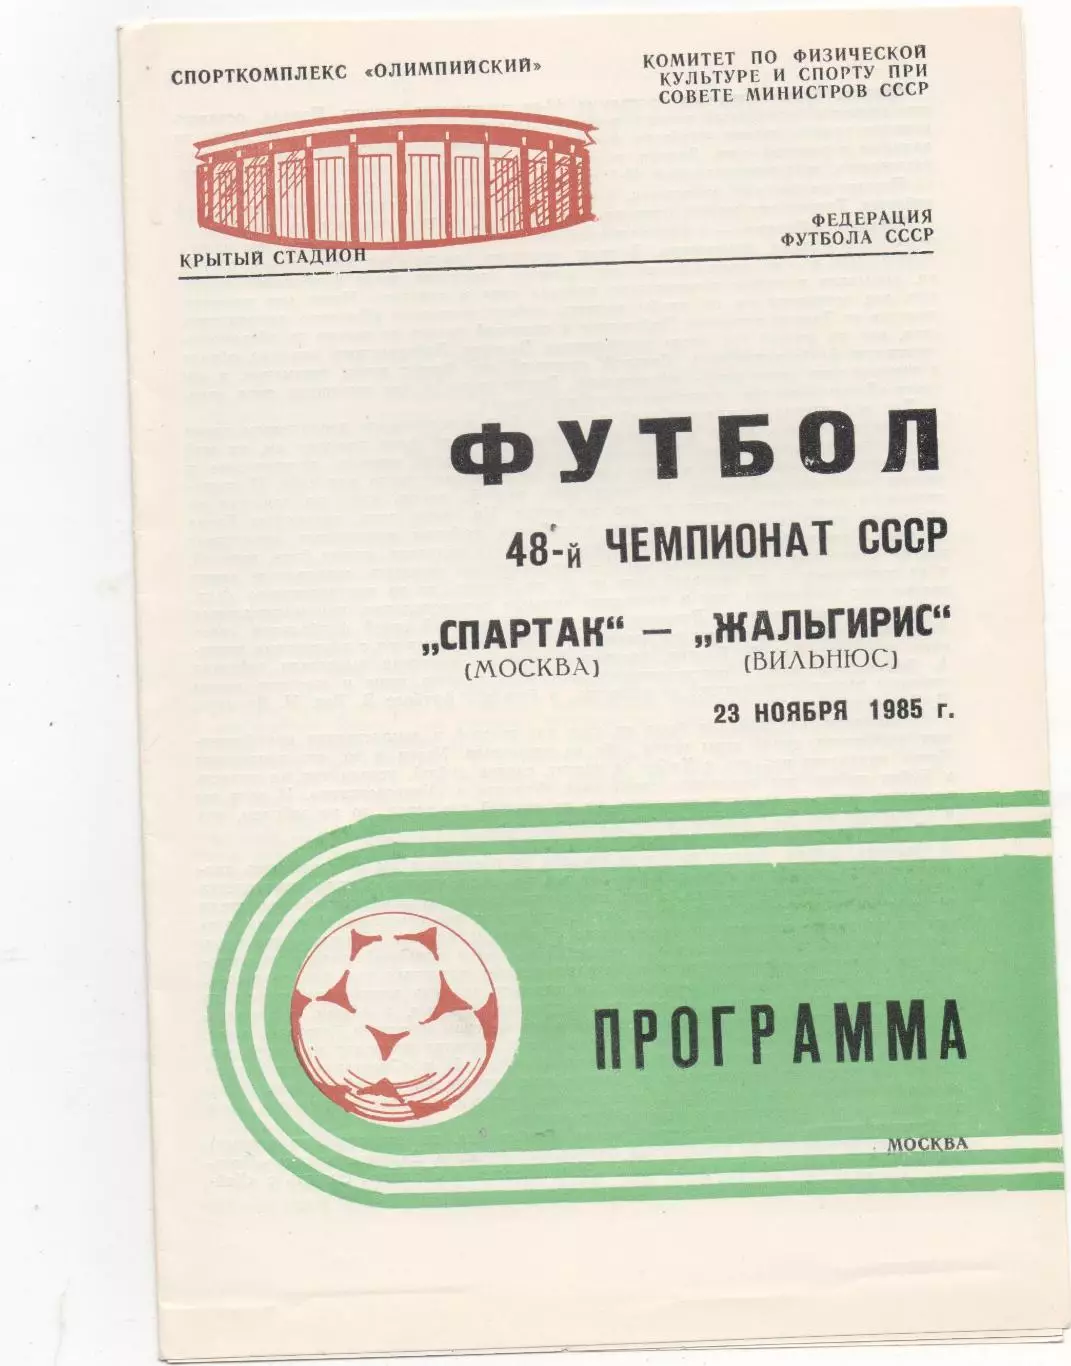 СПОРТКОМПЛЕКС «ОЛИМПИЙСКИЙ»
КОМИТЕТ ПО ФИЗИЧЕСКОЙ
КУЛЬТУРЕ И СПОРТУ ПРИ
СОВЕТЕ МИНИСТРОВ СССР
ФЕДЕРАЦИЯ
ФУТБОЛА СССР
КРЫТЫЙ СТАДИОН
ФУТБОЛ
48-й ЧЕМПИОНАТ СССР
„СПАРТАК“ — „ЖАЛЬГИРИС“
(МОСКВА) (ВИЛЬНЮС)
23 НОЯБРЯ 1985 г.
ПРОГРАММА
МОСКВА